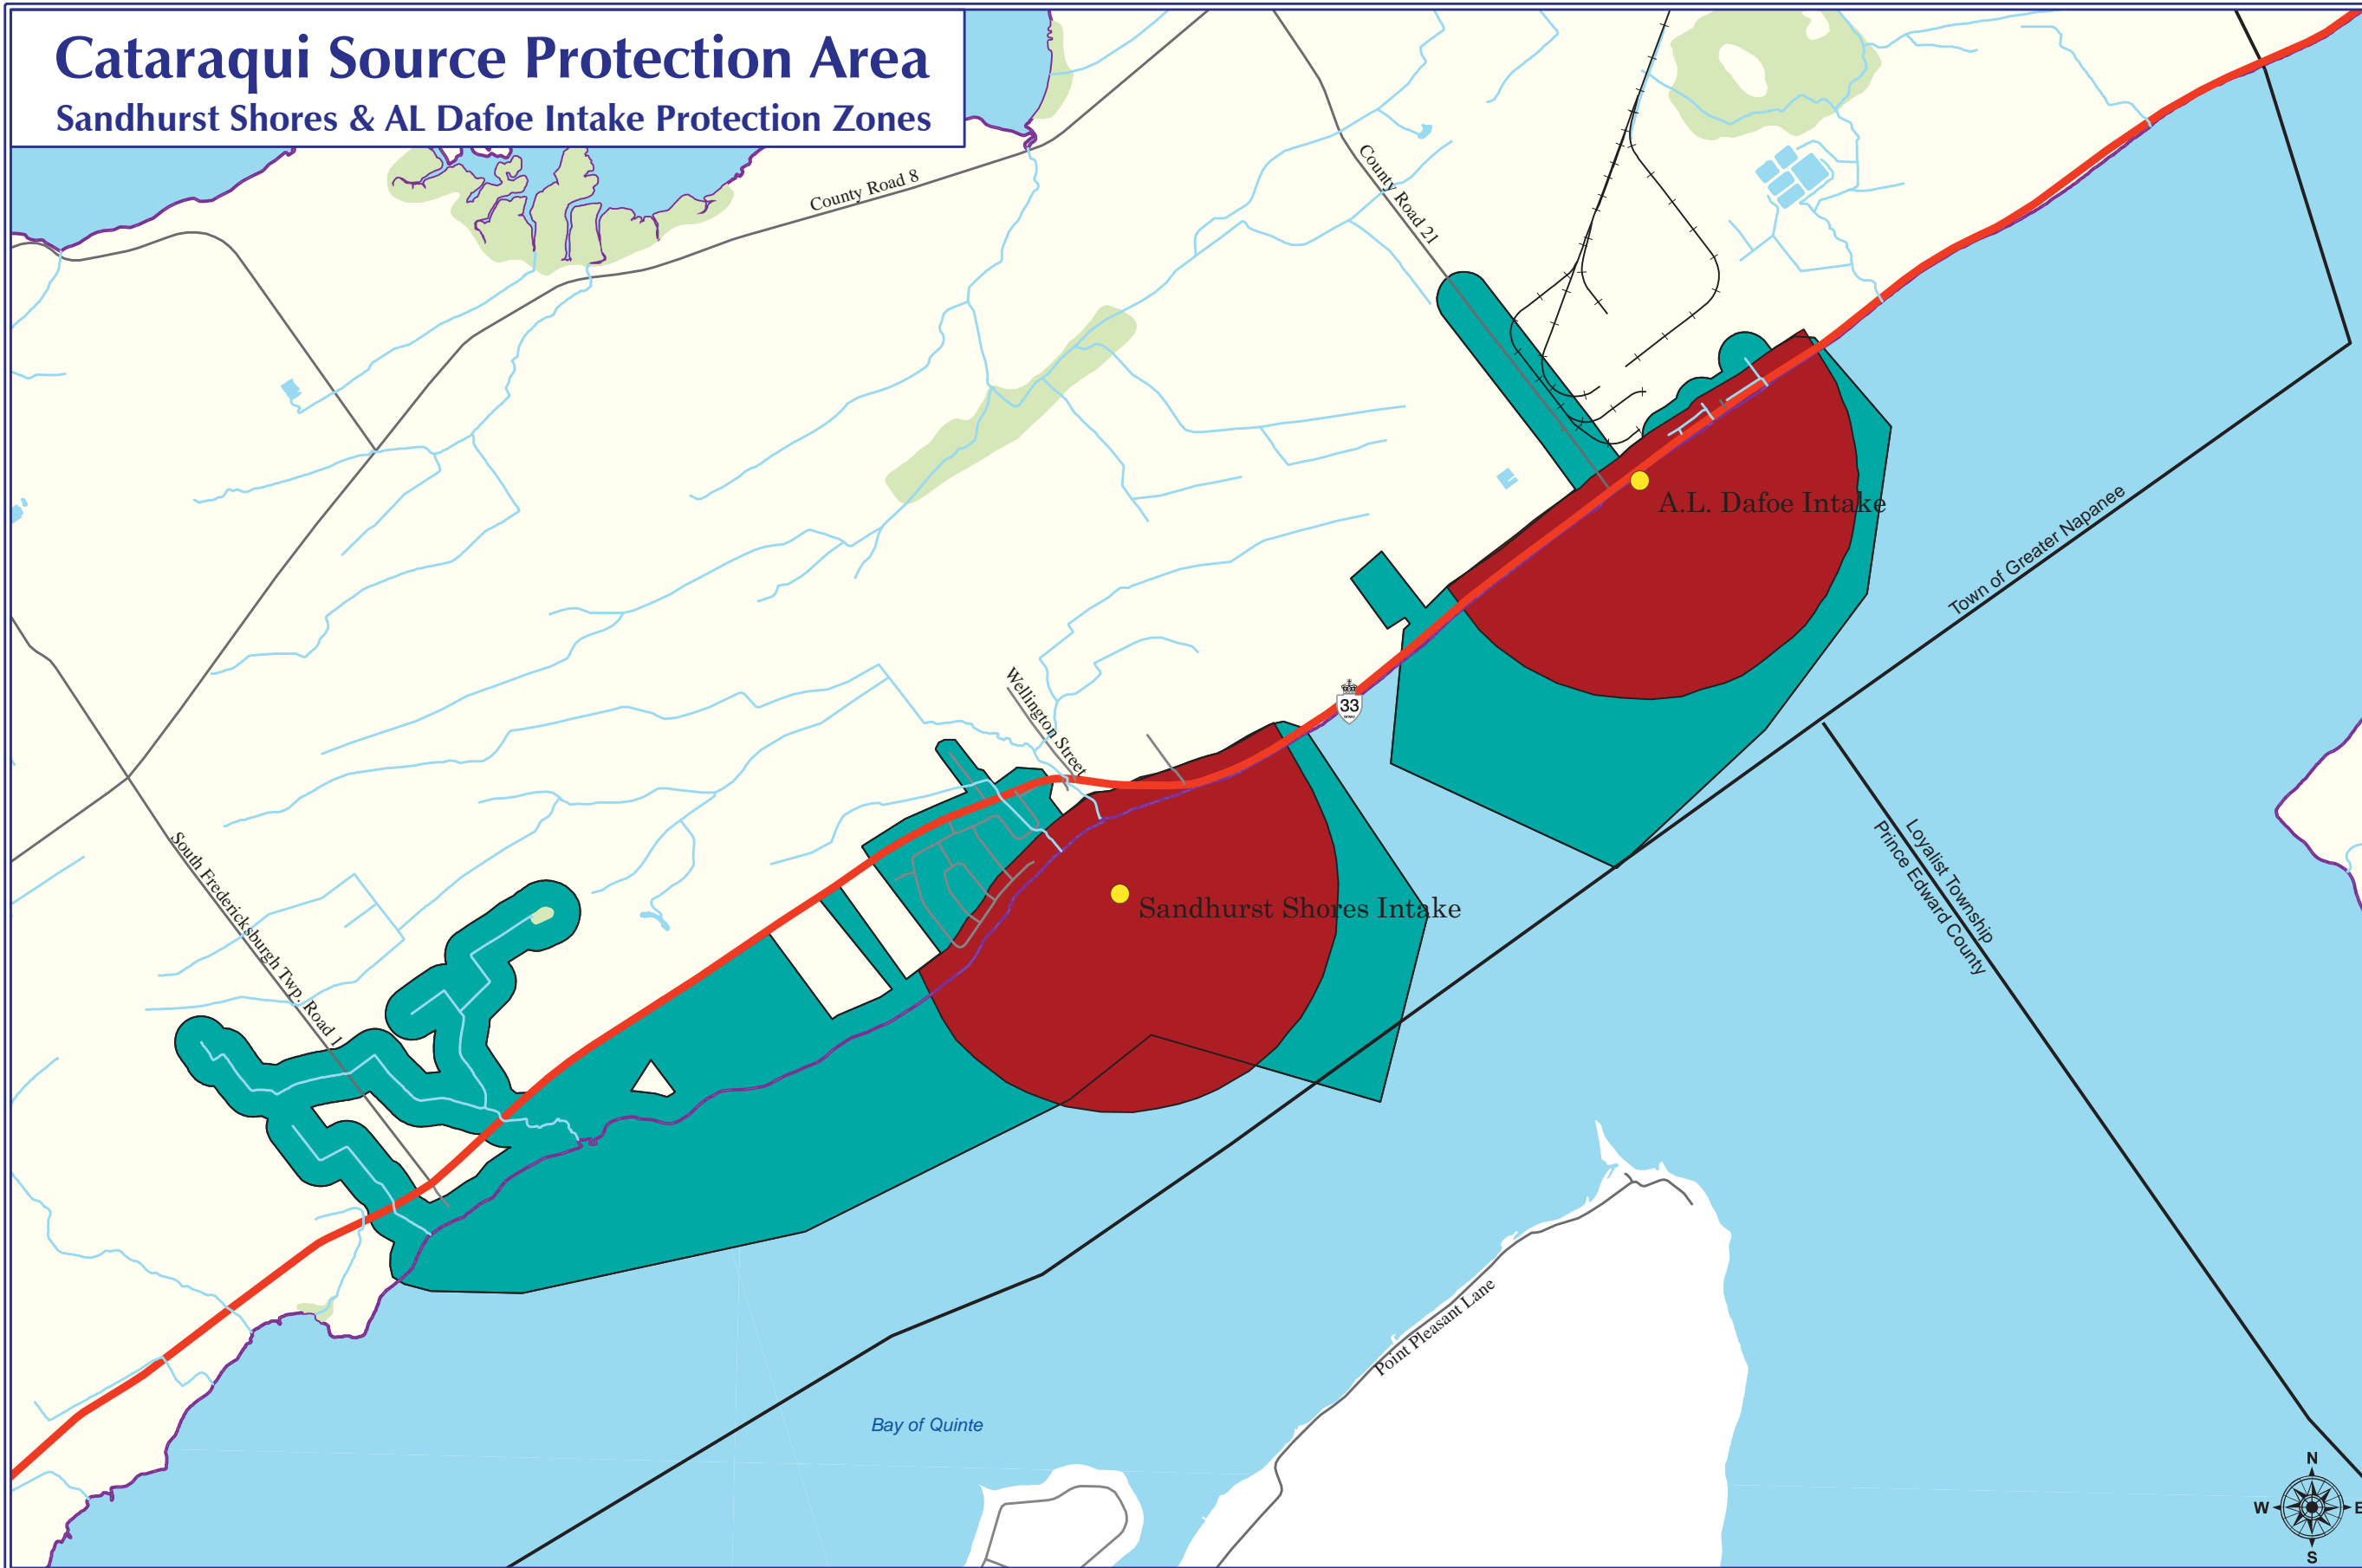 Cataraqui Source Protection Area
Sandhurst Shores & AL Dafoe Intake Protection Zones
County Road 8
County Road 21
A.L. Dafoe Intake
Town of Greater Napanee
Wellington Street
33
Sandhurst Shores Intake
Loyalist Township
Prince Edward County
South Fredericksburgh Twp. Road 1
Point Pleasant Lane
Bay of Quinte
N
W
E
S